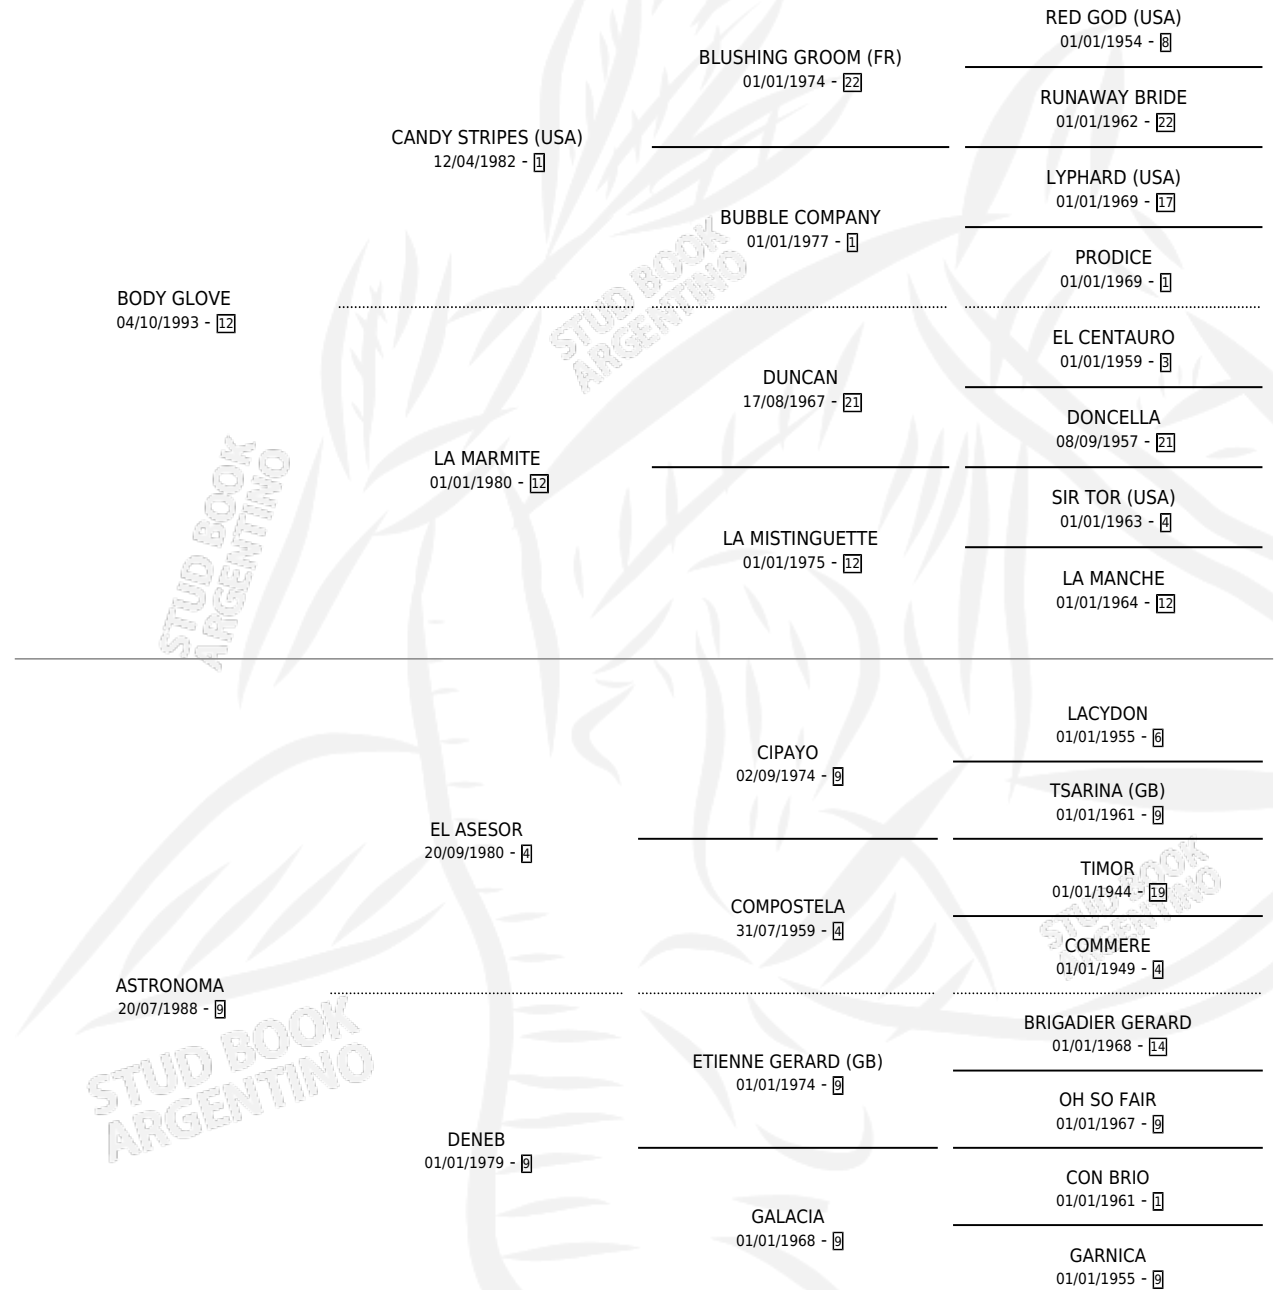 RED GOD (USA)
01/01/1954 - 8
BLUSHING GROOM (FR)
01/01/1974 - 22
RUNAWAY BRIDE
01/01/1962 - 22
CANDY STRIPES (USA)
12/04/1982 - 1
LYPHARD (USA)
01/01/1969 - 17
BUBBLE COMPANY
01/01/1977 - 1
PRODICE
01/01/1969 - 1
BODY GLOVE
04/10/1993 - 12
EL CENTAURO
01/01/1959 - 3
DUNCAN
17/08/1967 - 21
DONCELLA
08/09/1957 - 21
LA MARMITE
01/01/1980 - 12
SIR TOR (USA)
01/01/1963 - 4
LA MISTINGUETTE
01/01/1975 - 12
LA MANCHE
01/01/1964 - 12
LACYDON
01/01/1955 - 6
CIPAYO
02/09/1974 - 9
TSARINA (GB)
01/01/1961 - 9
EL ASESOR
20/09/1980 - 4
TIMOR
01/01/1944 - 19
COMPOSTELA
31/07/1959 - 4
COMMERE
01/01/1949 - 4
ASTRONOMA
20/07/1988 - 9
BRIGADIER GERARD
01/01/1968 - 14
ETIENNE GERARD (GB)
01/01/1974 - 9
OH SO FAIR
01/01/1967 - 9
DENEB
01/01/1979 - 9
CON BRIO
01/01/1961 - 1
GALACIA
01/01/1968 - 9
GARNICA
01/01/1955 - 9
STUD BOOK
ARGENTINO
STUD BOOK
ARGENTINO
STUD BOOK
ARGENTINO
STUD BOOK
ARGENTINO